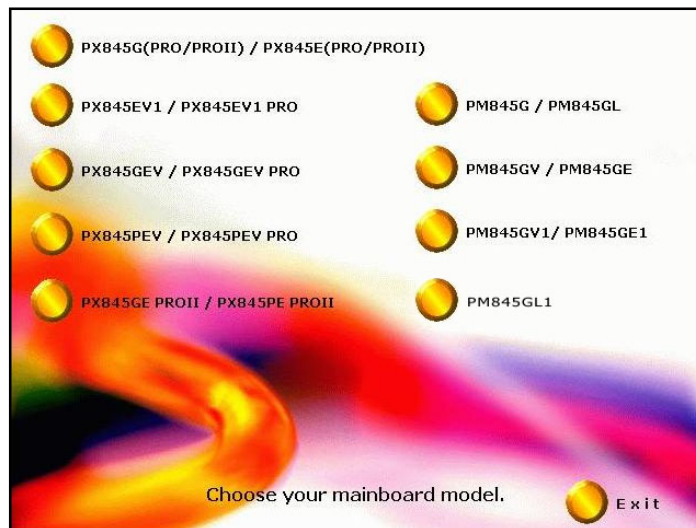 PX845G(PRO/PROII) / PX845E(PRO/PROII)
PX845EV1 / PX845EV1 PRO
PM845G / PM845GL
PX845GEV / PX845GEV PRO
PM845GV / PM845GE
PX845PEV / PX845PEV PRO
PM845GV1/ PM845GE1
PX845GE PROII / PX845PE PROII
PM845GL1
Choose your mainboard model.
Exit